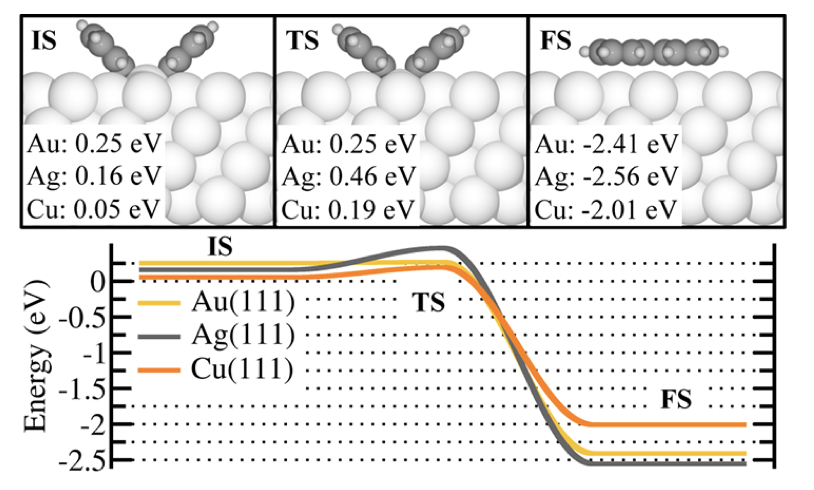 IS
Au: 0.25 eV
Ag: 0.16 eV
Cu: 0.05 eV
TS
Au: 0.25 eV
Ag: 0.46 eV
Cu: 0.19 eV
FS
Au: -2.41 eV
Ag: -2.56 eV
Cu: -2.01 eV
Energy (eV)
0
-0.5
-1
-1.5
-2
-2.5
IS
TS
FS
Au(111)
Ag(111)
Cu(111)